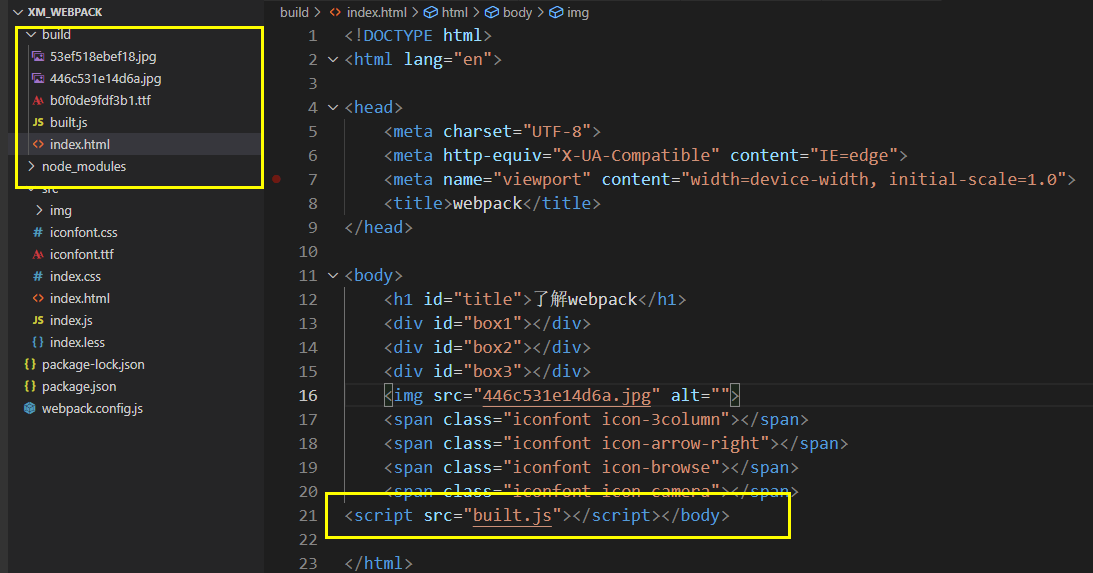 XM_WEBPACK
build
53ef518ebef18.jpg
446c531e14d6a.jpg
b0f0de9fdf3b1.ttf
JS built.js
<> index.html
node_modules
src
img
# iconfont.css
iconfont.ttf
# index.css
<> index.html
JS index.js
{} index.less
{} package-lock.json
{} package.json
webpack.config.js
build > <> index.html > html > body > img
1 <!DOCTYPE html>
2 <html lang="en">
3
4 <head>
5 <meta charset="UTF-8">
6 <meta http-equiv="X-UA-Compatible" content="IE=edge">
7 <meta name="viewport" content="width=device-width, initial-scale=1.0">
8 <title>webpack</title>
9 </head>
10
11 <body>
12 <h1 id="title">了解webpack</h1>
13 <div id="box1"></div>
14 <div id="box2"></div>
15 <div id="box3"></div>
16 <img src="446c531e14d6a.jpg" alt="">
17 <span class="iconfont icon-3column"></span>
18 <span class="iconfont icon-arrow-right"></span>
19 <span class="iconfont icon-browse"></span>
20 <span class="iconfont icon-camera"></span>
21 <script src="built.js"></script></body>
22
23 </html>